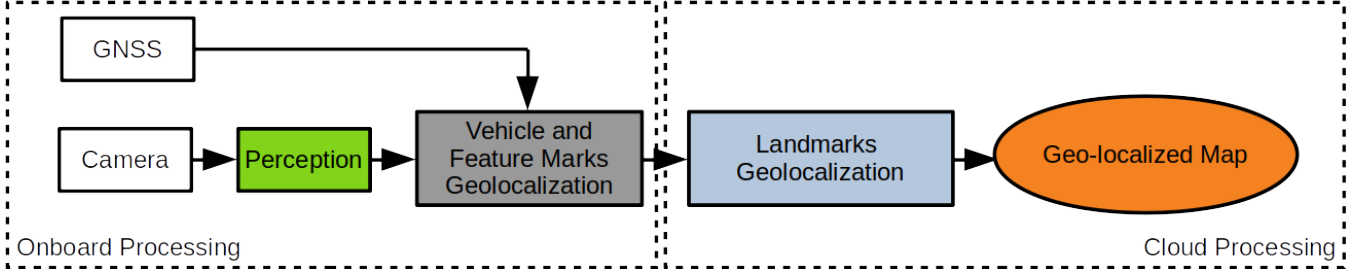 GNSS
Camera
Perception
Vehicle and
Feature Marks
Geolocalization
Landmarks
Geolocalization
Geo-localized Map
Onboard Processing
Cloud Processing